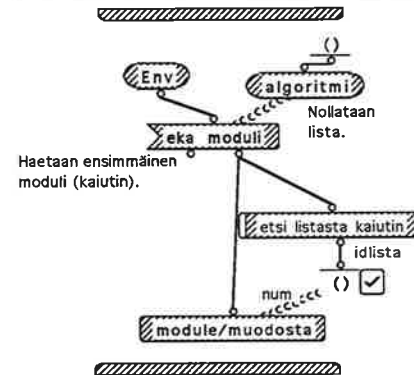 ()
Env
algoritmi
Nollataan
lista.
eka moduli
Haetaan ensimmäinen
moduli (kaiutin).
etsi listasta kaiutin
idlista
()
num
module/muodosta